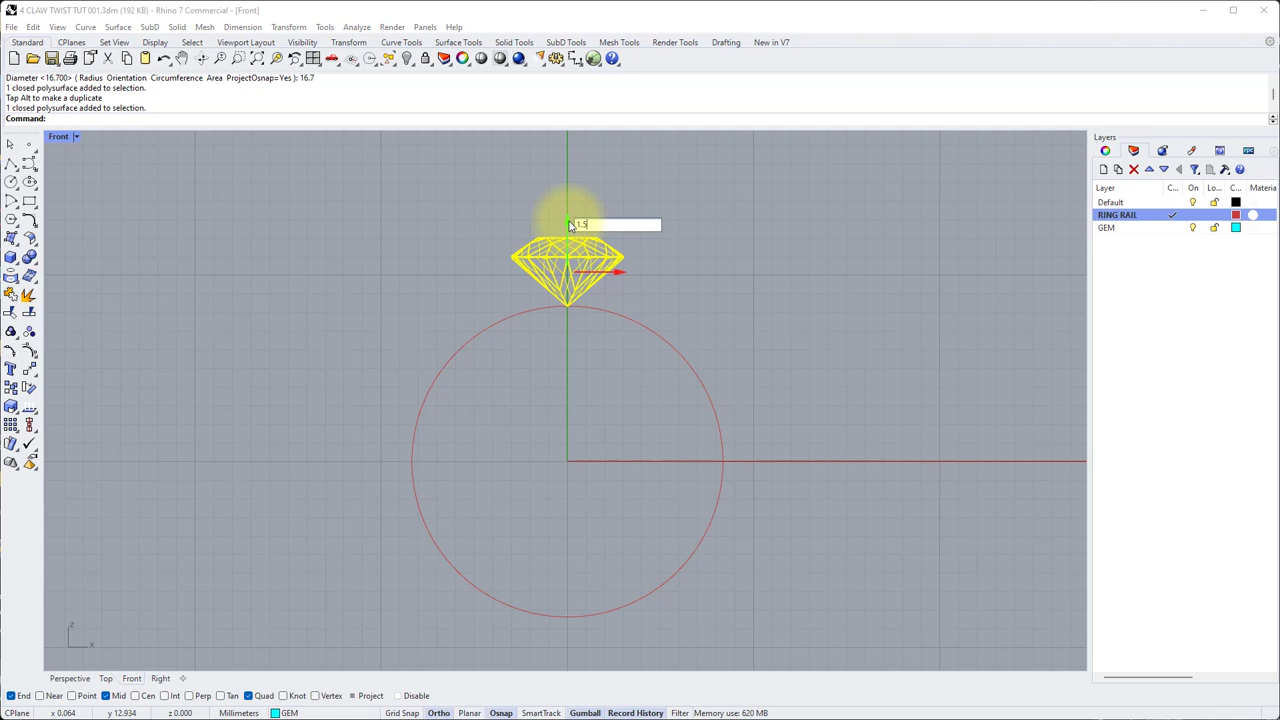 4 CLAW TWIST TUT 001.3dm (192 KB) - Rhino 7 Commercial - [Front]
File Edit View Curve Surface SubD Solid Mesh Dimension Transform Tools Analyze Render Panels Help
Standard CPlanes Set View Display Select Viewport Layout Visibility Transform Curve Tools Surface Tools Solid Tools SubD Tools Mesh Tools Render Tools Drafting New in V7
Diameter <16.700> ( Radius Orientation Circumference Area ProjectOsnap=Yes ): 16.7
1 closed polysurface added to selection.
Tap Alt to make a duplicate
1 closed polysurface added to selection.
Command:
Front
Layers
Layer C... On Lo... C... Materia
Default
RING RAIL
GEM
1.5
z
x
Perspective Top Front Right
End Near Point Mid Cen Int Perp Tan Quad Knot Vertex Project Disable
CPlane x 0.064 y 12.934 z 0.000 Millimeters GEM Grid Snap Ortho Planar Osnap SmartTrack Gumball Record History Filter Memory use: 620 MB